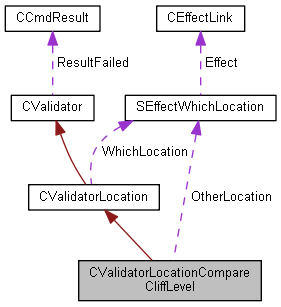 CCmdResult
CEffectLink
ResultFailed
Effect
CValidator
SEffectWhichLocation
WhichLocation
CValidatorLocation
OtherLocation
CValidatorLocationCompare
CliffLevel